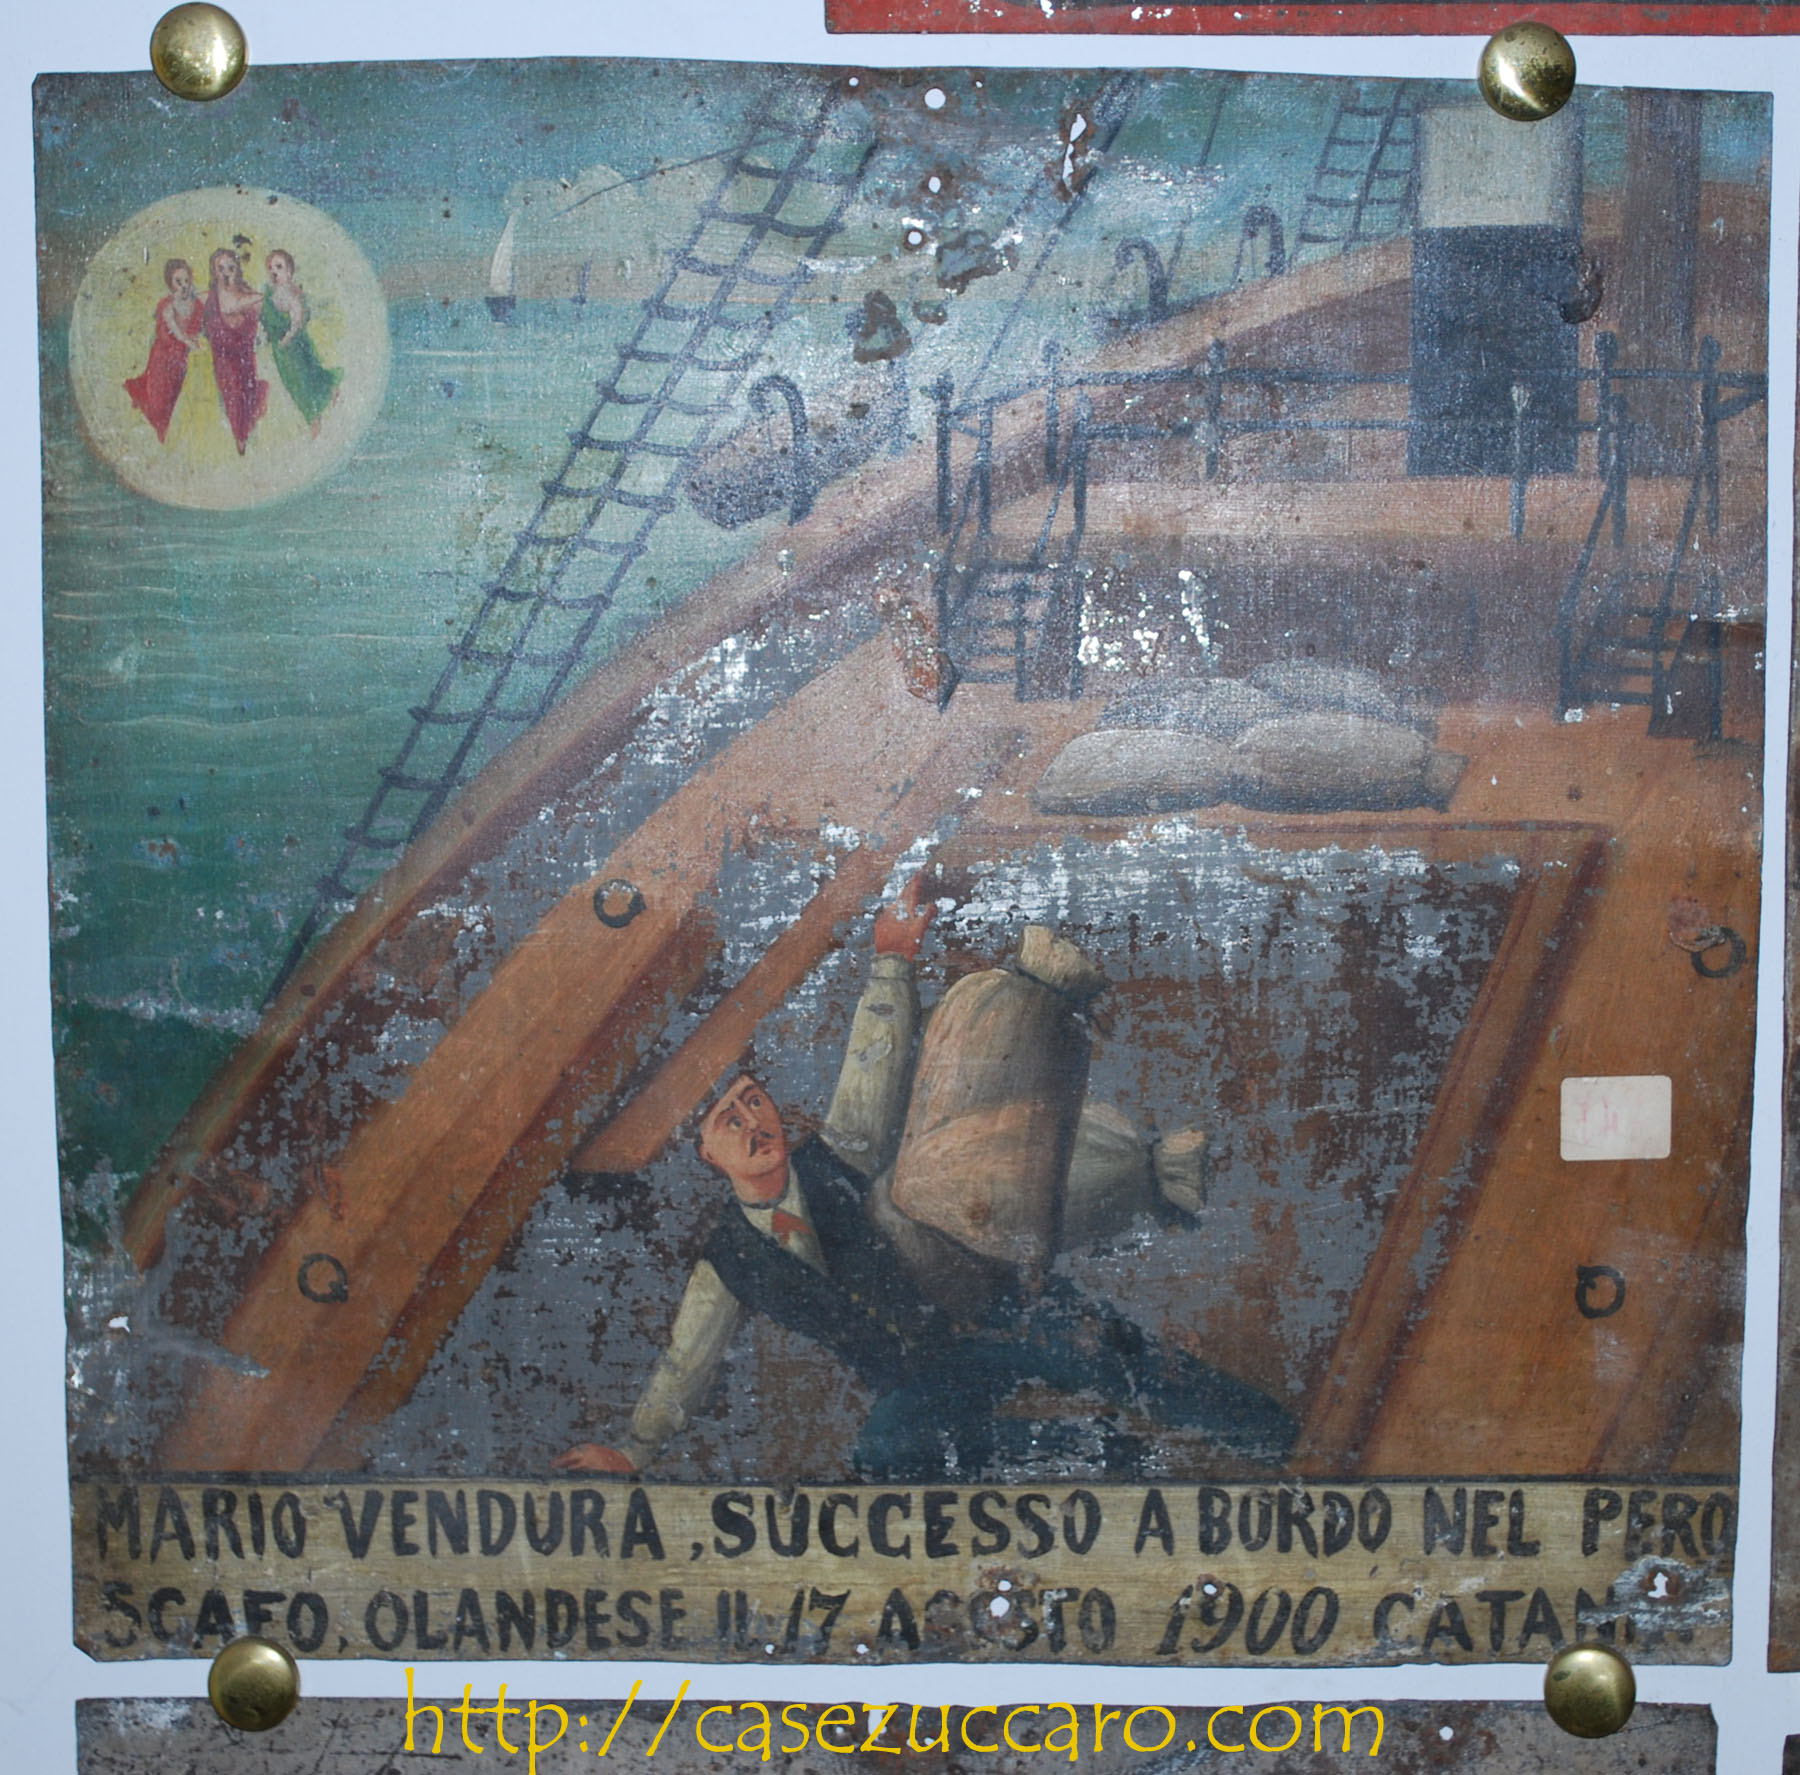 MARIO VENDURA, SUCCESSO A BORDO NEL PERO
SCAFO, OLANDESE IL 17 AGOSTO 1900 CATANIA
http://casezuccaro.com